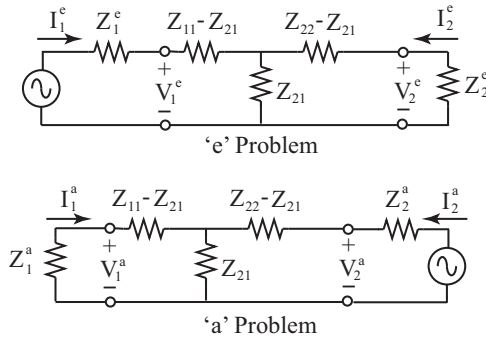 I₁ᵉ Z₁ᵉ Z₁₁-Z₂₁ Z₂₂-Z₂₁ I₂ᵉ
+ V₁ᵉ − Z₂₁ + V₂ᵉ − Z₂ᵉ
‘e’ Problem
I₁ᵃ Z₁₁-Z₂₁ Z₂₂-Z₂₁ Z₂ᵃ I₂ᵃ
Z₁ᵃ + V₁ᵃ − Z₂₁ + V₂ᵃ −
‘a’ Problem